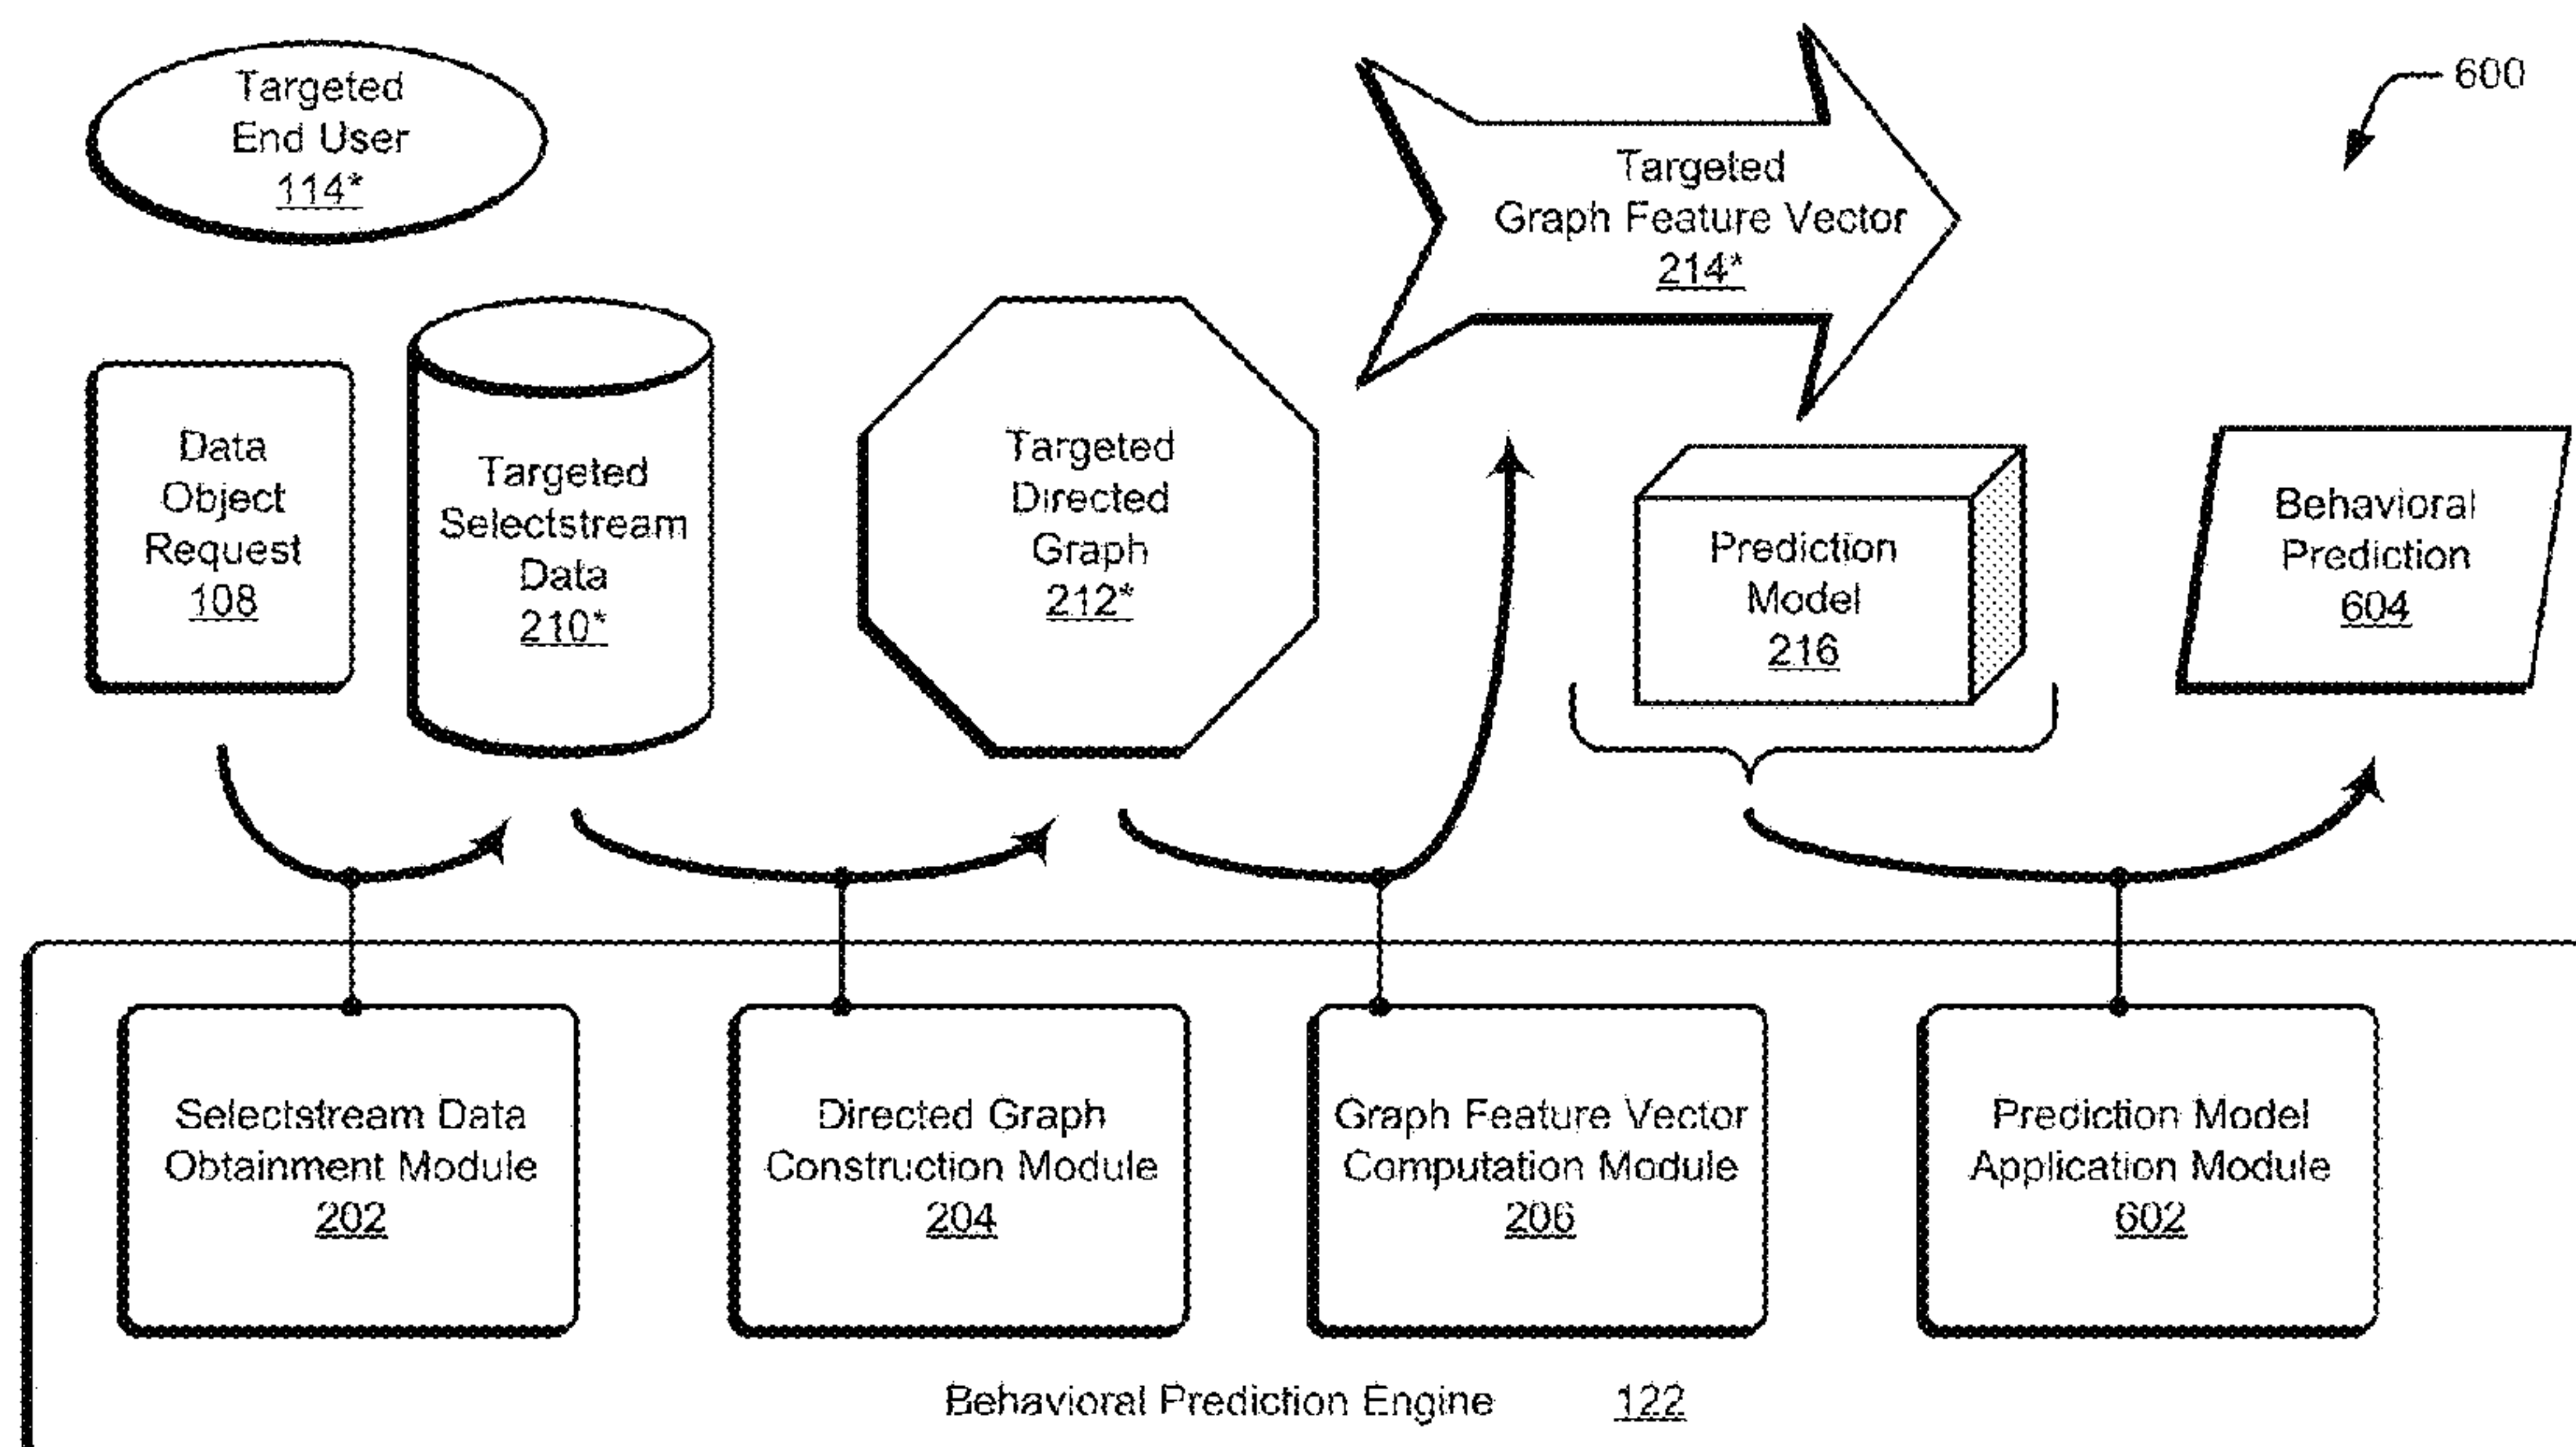 600
Targeted
End User
114*
Targeted
Graph Feature Vector
214*
Data
Object
Request
108
Targeted
Selectstream
Data
210*
Targeted
Directed
Graph
212*
Prediction
Model
216
Behavioral
Prediction
604
Selectstream Data
Obtainment Module
202
Directed Graph
Construction Module
204
Graph Feature Vector
Computation Module
206
Prediction Model
Application Module
602
Behavioral Prediction Engine 122